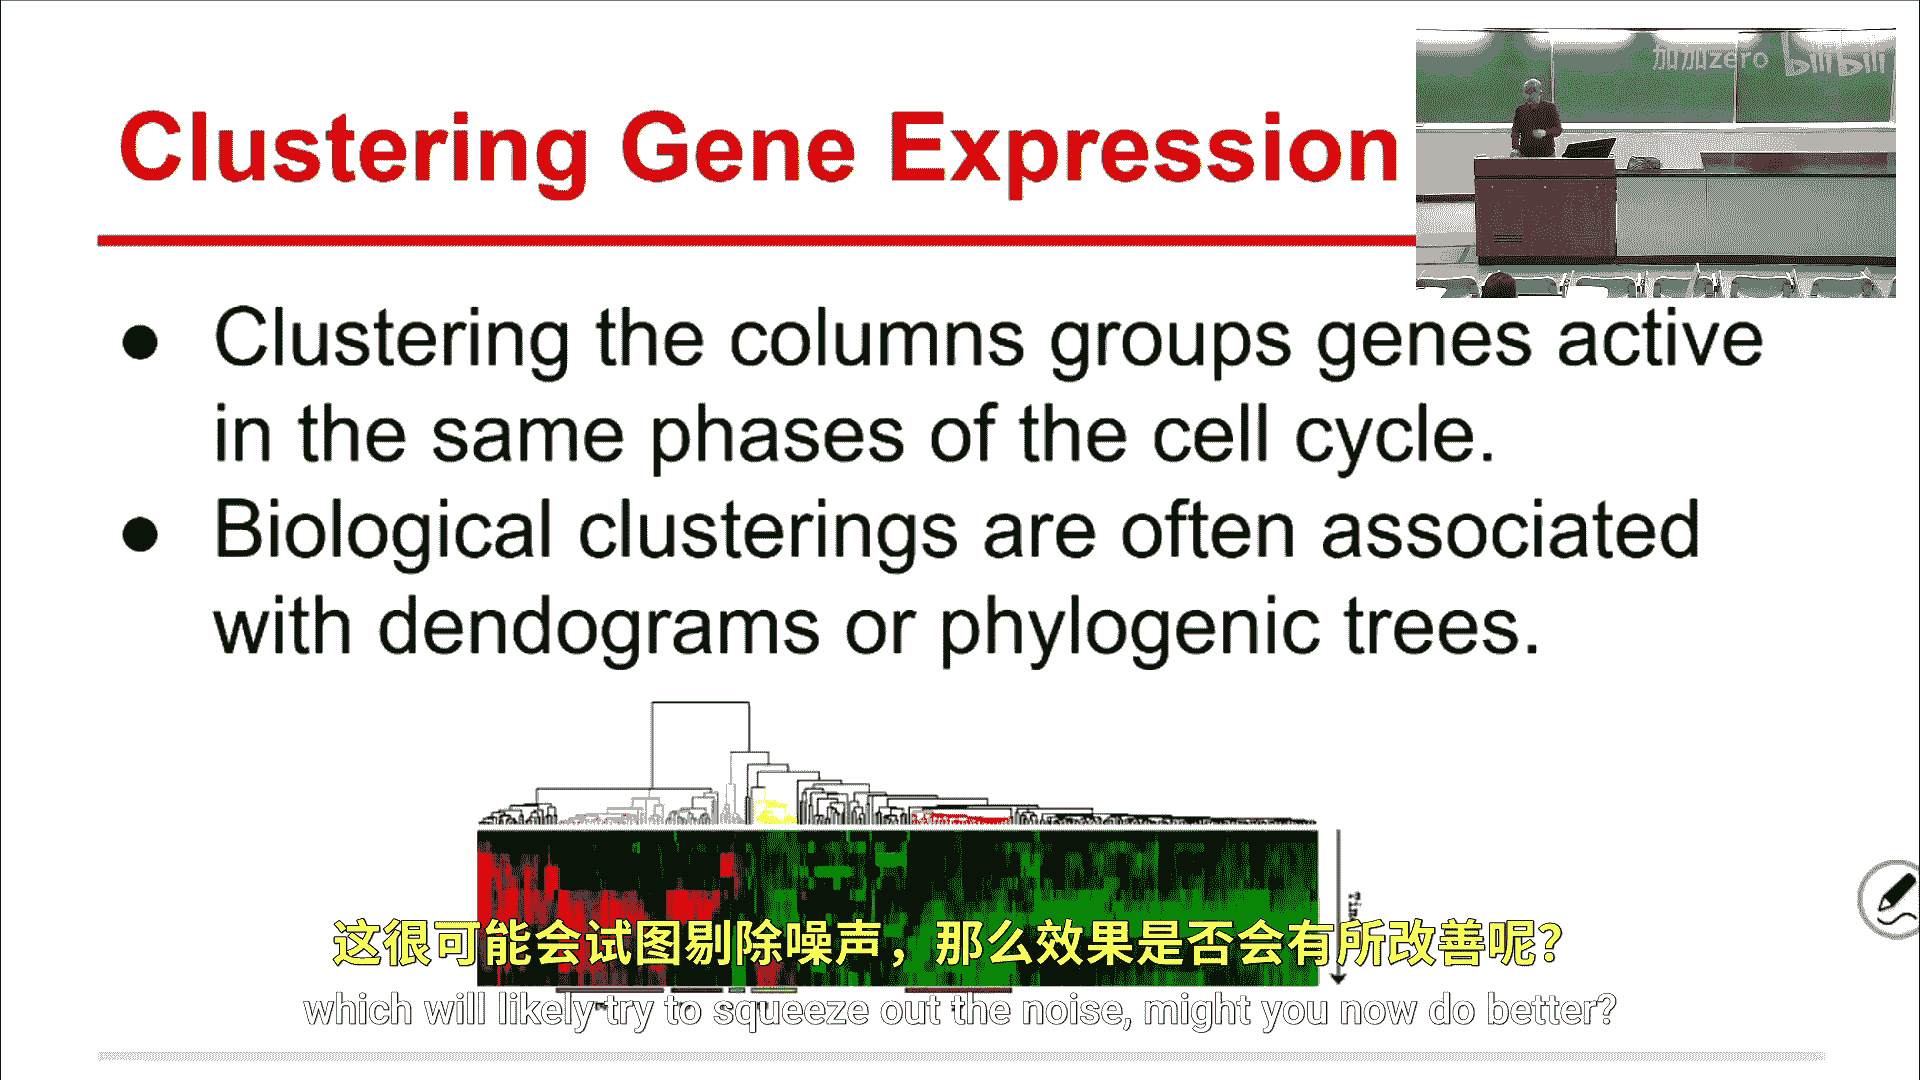 加加zero bilibili
Clustering Gene Expression
● Clustering the columns groups genes active
in the same phases of the cell cycle.
● Biological clusterings are often associated
with dendograms or phylogenic trees.
这很可能会试图剔除噪声，那么效果是否会有所改善呢？
which will likely try to squeeze out the noise, might you now do better?